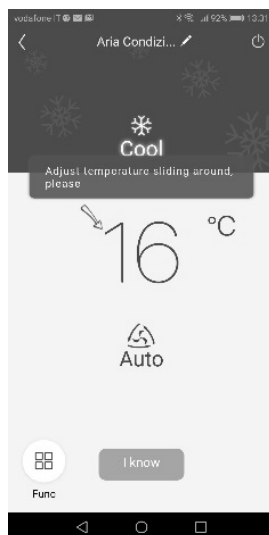 vodafone IT 92% 13.31
Aria Condizi...
Cool
Adjust temperature sliding around,
please
16 °C
Auto
I know
Func